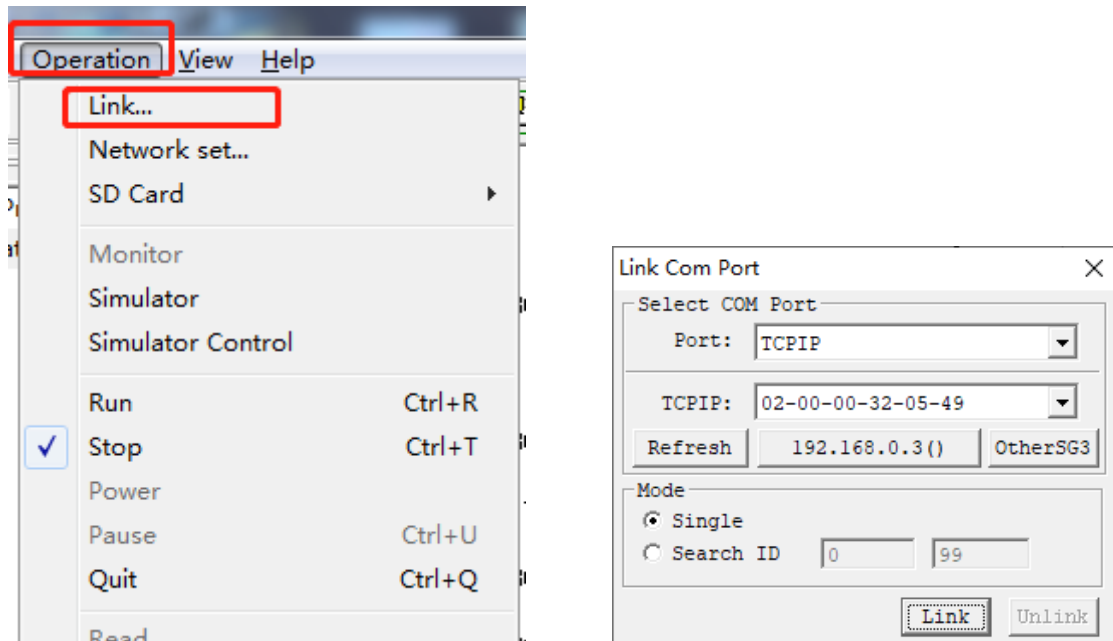 Operation View Help
Link...
Network set...
SD Card
Monitor
Simulator
Simulator Control
Run Ctrl+R
Stop Ctrl+T
Power
Pause Ctrl+U
Quit Ctrl+Q
Read
Link Com Port
Select COM Port
Port: TCPIP
TCPIP: 02-00-00-32-05-49
Refresh 192.168.0.3() OtherSG3
Mode
Single
Search ID 0 99
Link Unlink